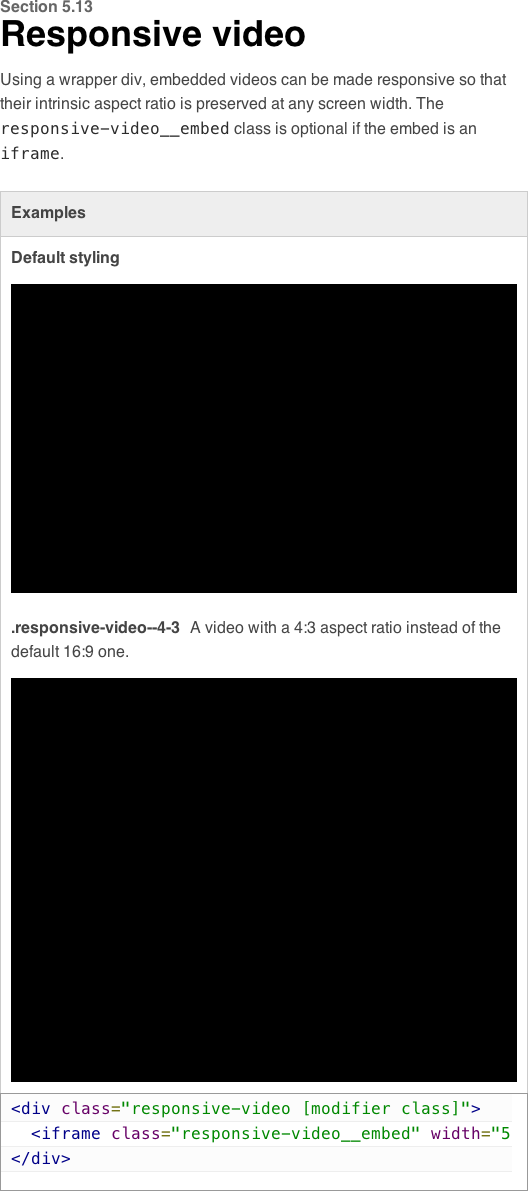 Section 5.13
Responsive video
Using a wrapper div, embedded videos can be made responsive so that
their intrinsic aspect ratio is preserved at any screen width. The
responsive-video__embed class is optional if the embed is an
iframe.
Examples
Default styling
.responsive-video--4-3 A video with a 4:3 aspect ratio instead of the
default 16:9 one.
<div class="responsive-video [modifier class]">
<iframe class="responsive-video__embed" width="5
</div>